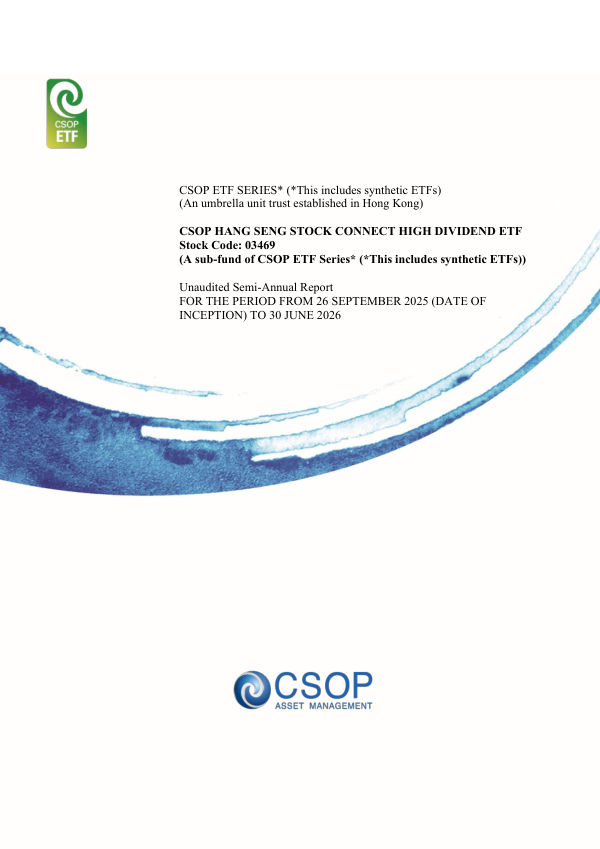 CSOP
ETF
CSOP ETF SERIES* (*This includes synthetic ETFs)
(An umbrella unit trust established in Hong Kong)
CSOP HANG SENG STOCK CONNECT HIGH DIVIDEND ETF
Stock Code: 03469
(A sub-fund of CSOP ETF Series* (*This includes synthetic ETFs))
Unaudited Semi-Annual Report
FOR THE PERIOD FROM 26 SEPTEMBER 2025 (DATE OF
INCEPTION) TO 30 JUNE 2026
CSOP
ASSET MANAGEMENT